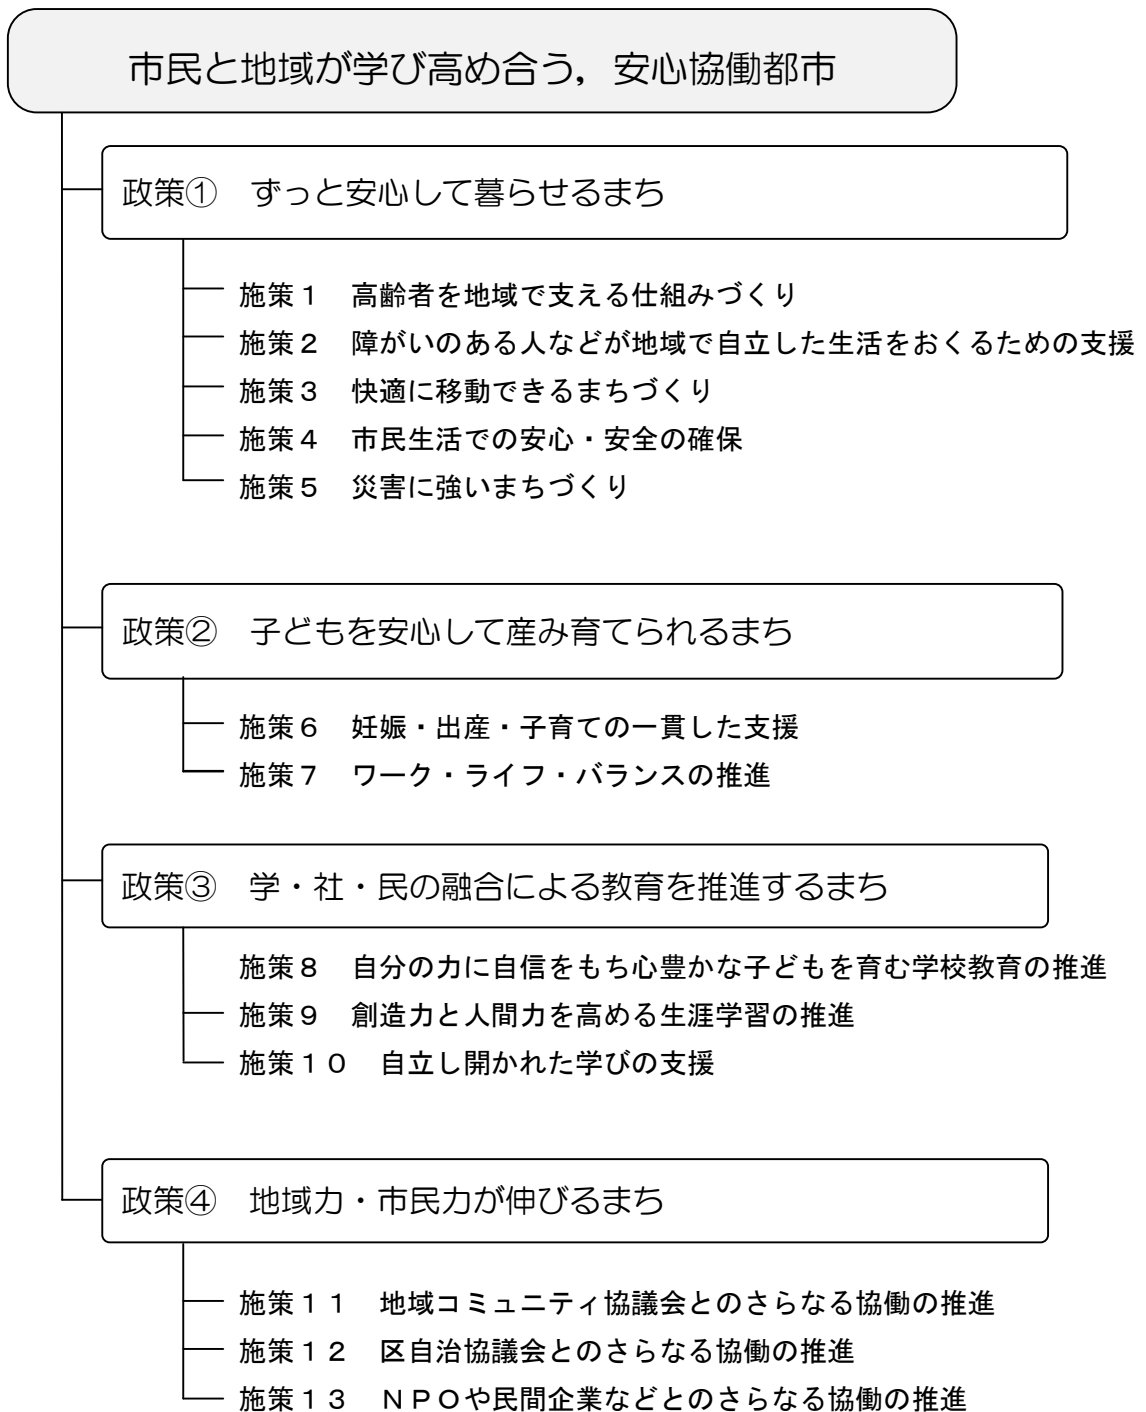 市民と地域が学び高め合う，安心協働都市
政策①　ずっと安心して暮らせるまち
施策１　高齢者を地域で支える仕組みづくり
施策２　障がいのある人などが地域で自立した生活をおくるための支援
施策３　快適に移動できるまちづくり
施策４　市民生活での安心・安全の確保
施策５　災害に強いまちづくり
政策②　子どもを安心して産み育てられるまち
施策６　妊娠・出産・子育ての一貫した支援
施策７　ワーク・ライフ・バランスの推進
政策③　学・社・民の融合による教育を推進するまち
施策８　自分の力に自信をもち心豊かな子どもを育む学校教育の推進
施策９　創造力と人間力を高める生涯学習の推進
施策１０　自立し開かれた学びの支援
政策④　地域力・市民力が伸びるまち
施策１１　地域コミュニティ協議会とのさらなる協働の推進
施策１２　区自治協議会とのさらなる協働の推進
施策１３　ＮＰＯや民間企業などとのさらなる協働の推進